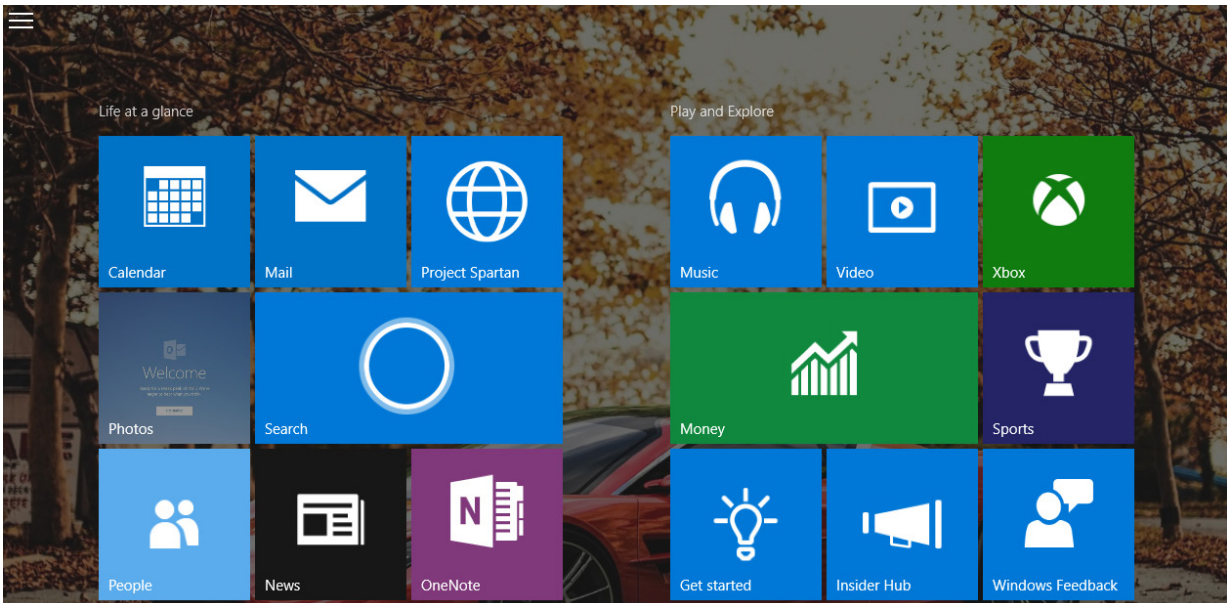 Life at a glance
Play and Explore
Calendar
Mail
Project Spartan
Music
Video
Xbox
Welcome
Photos
Search
Money
Sports
N
People
News
OneNote
Get started
Insider Hub
Windows Feedback